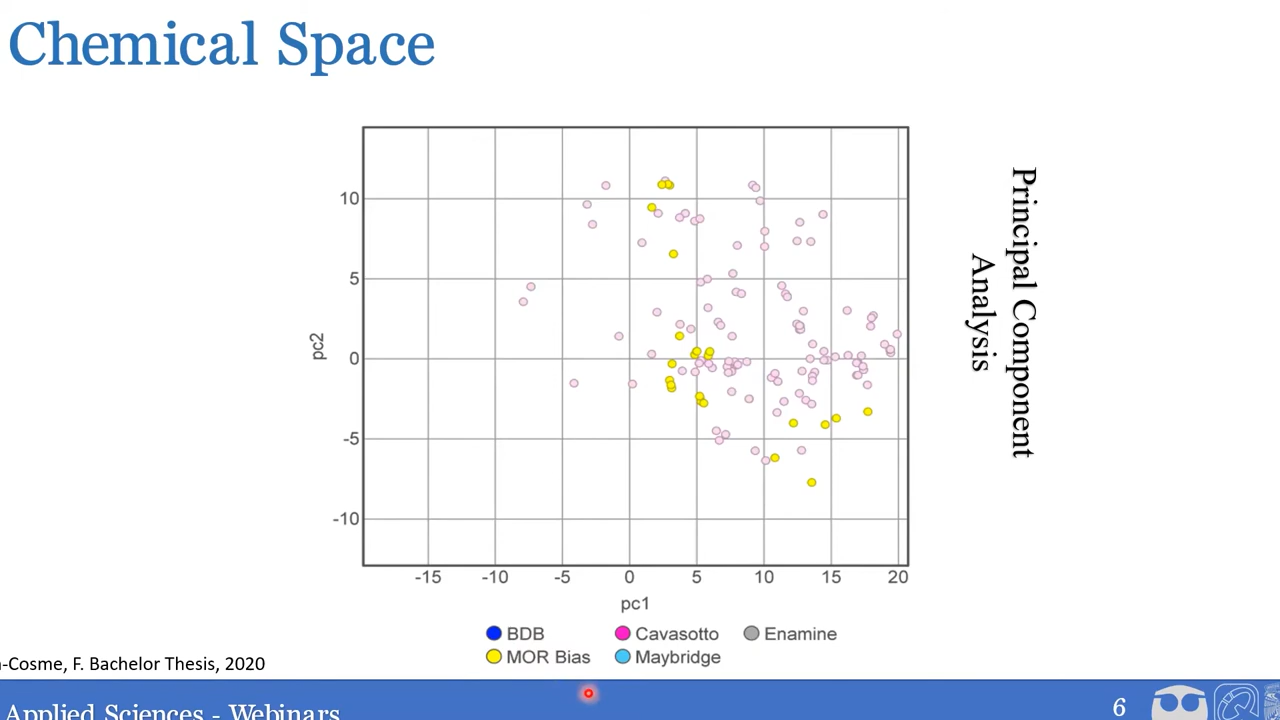 Chemical Space
10
5
0
-5
-10
pc2
-15 -10 -5 0 5 10 15 20
pc1
BDB Cavasotto Enamine
MOR Bias Maybridge
Principal Component
Analysis
-Cosme, F. Bachelor Thesis, 2020
Applied Sciences - Webinars
6